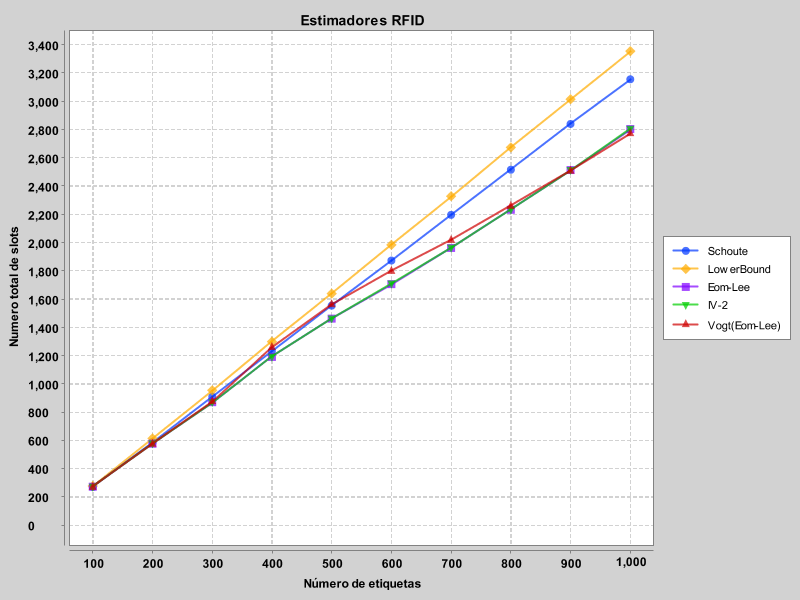 Estimadores RFID
Numero total de slots
3,400
3,200
3,000
2,800
2,600
2,400
2,200
2,000
1,800
1,600
1,400
1,200
1,000
800
600
400
200
0
100 200 300 400 500 600 700 800 900 1,000
Número de etiquetas
Schoute
LowerBound
Eom-Lee
IV-2
Vogt(Eom-Lee)